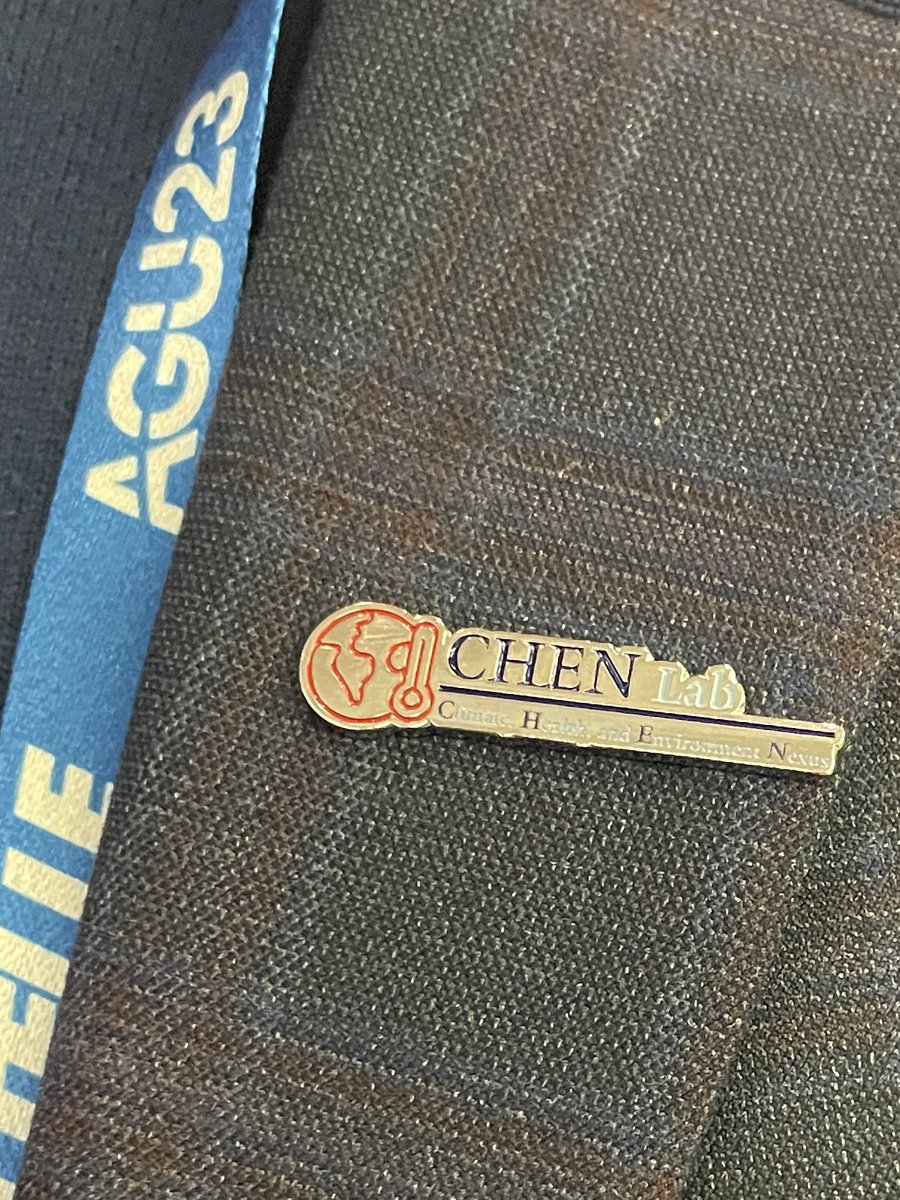 AGU23
CHEN Lab
Climate, Health, and Environment Nexus